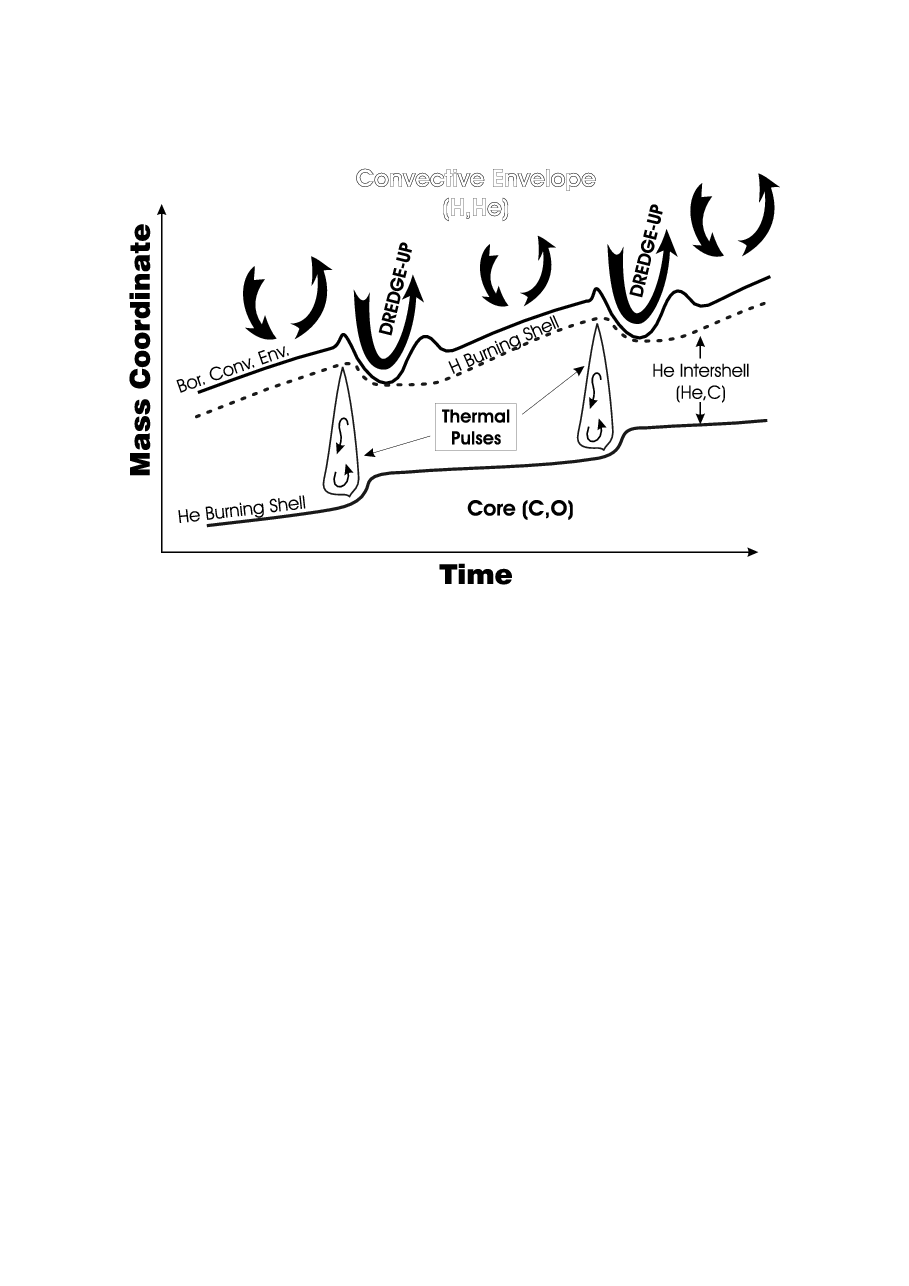 Convective Envelope
(H,He)
Mass Coordinate
DREDGE-UP
DREDGE-UP
Bor. Conv. Env.
H Burning Shell
He Intershell
(He,C)
Thermal
Pulses
He Burning Shell
Core (C,O)
Time